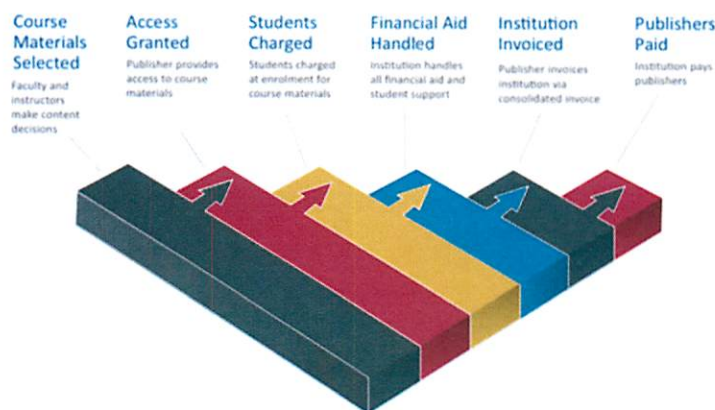 Course
Materials
Selected
Faculty and
instructors
make content
decisions
Access
Granted
Publisher provides
access to course
materials
Students
Charged
Students charged
at enrolment for
course materials
Financial Aid
Handled
Institution handles
all financial aid and
student support
Institution
Invoiced
Publisher invoices
institution via
consolidated invoice
Publishers
Paid
Institution pays
publishers